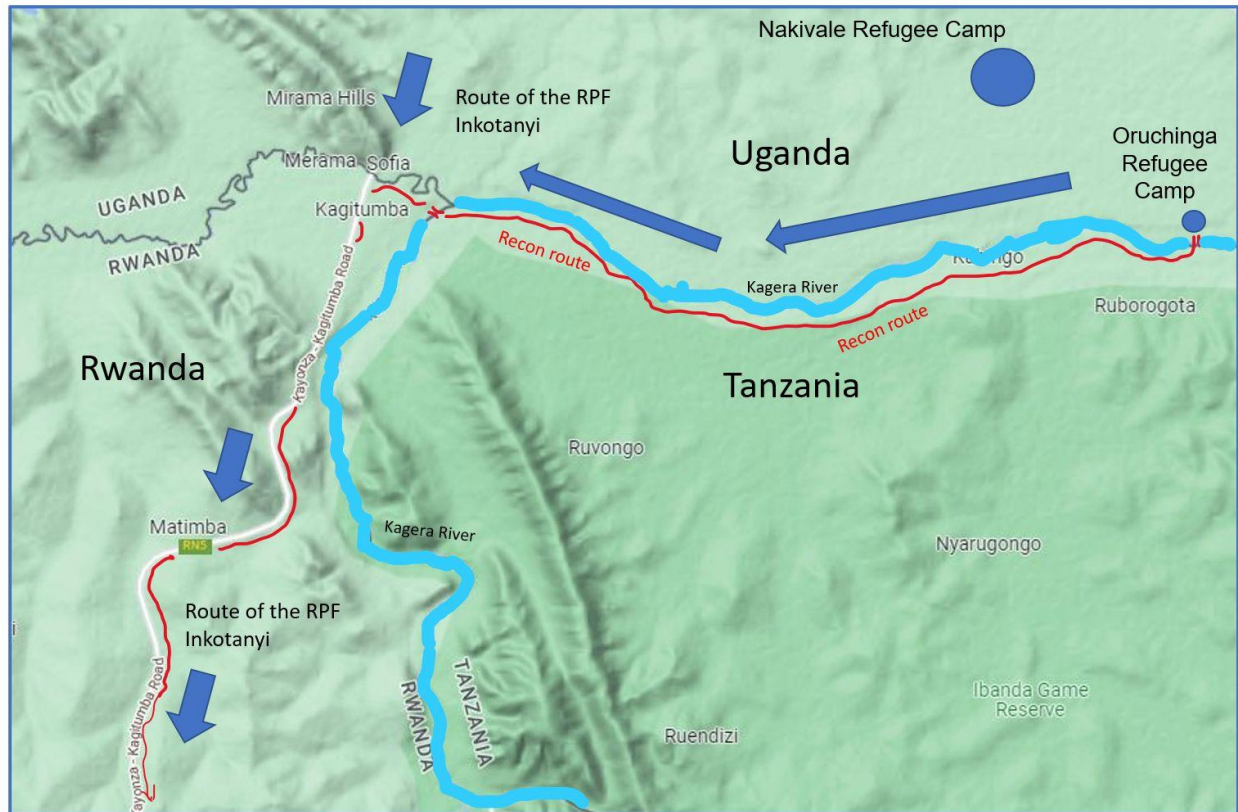 Nakivale Refugee Camp
Mirama Hills
Route of the RPF
Inkotanyi
Uganda
Oruchinga
Refugee
Camp
Merama
Sofia
UGANDA
RWANDA
Kagitumba
Recon route
Kagera River
Recon route
Ruborogota
Kayonza - Kagitumba Road
Rwanda
Tanzania
Ruvongo
Matimba
RN5
Kagera River
Nyarugongo
Route of the RPF
Inkotanyi
TANZANIA
RWANDA
Ibanda Game
Reserve
Ruendizi
Kagitumba Road